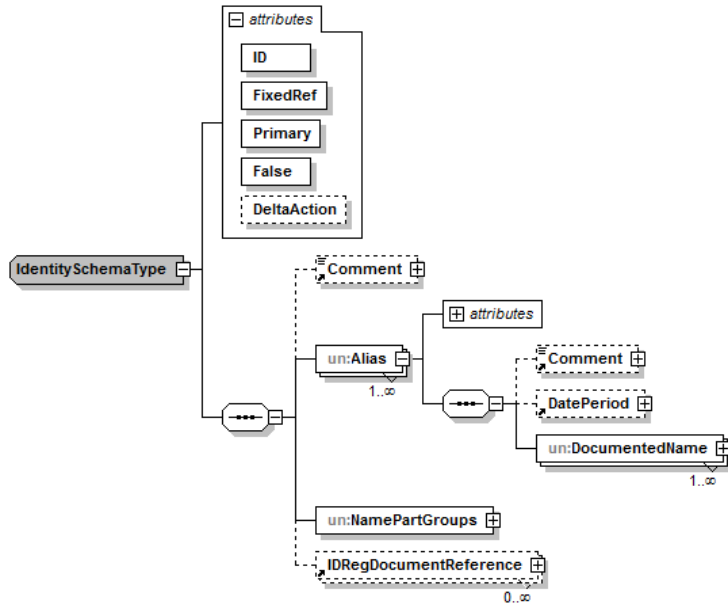 attributes
ID
FixedRef
Primary
False
DeltaAction
IdentitySchemaType
Comment
un:Alias
1..∞
attributes
Comment
DatePeriod
un:DocumentedName
1..∞
un:NamePartGroups
IDRegDocumentReference
0..∞